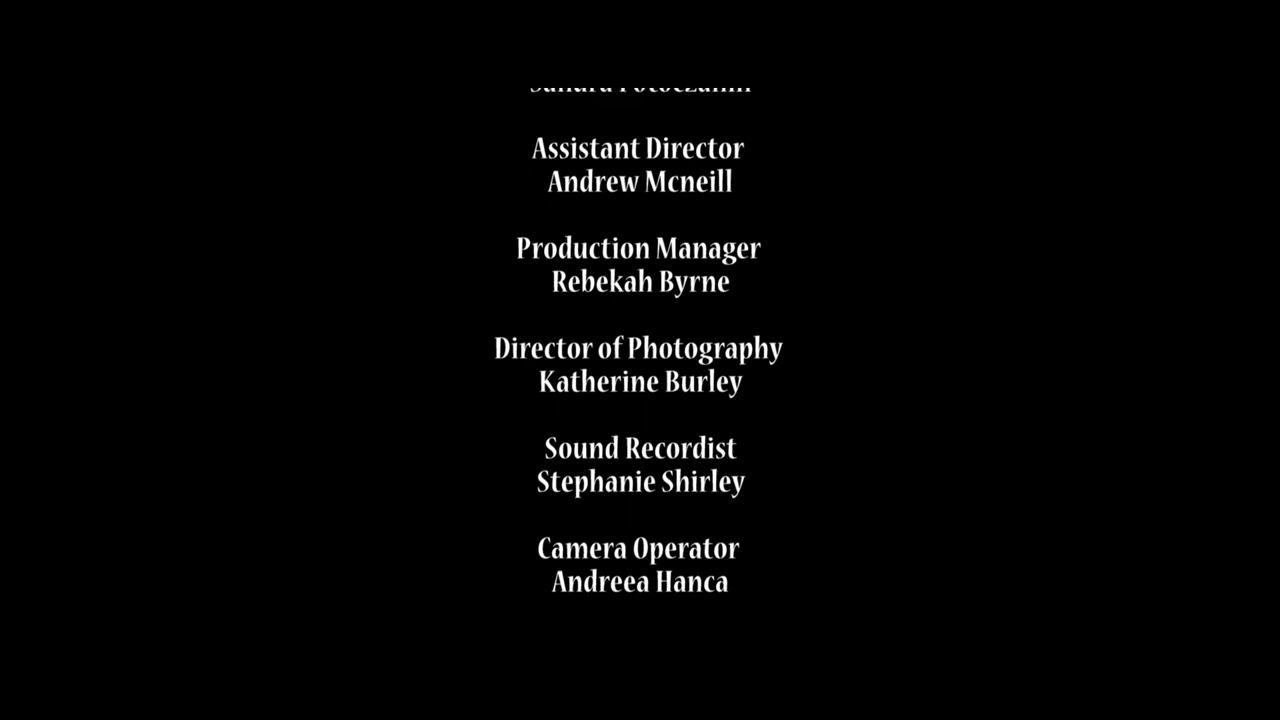 Assistant Director
Andrew Mcneill
Production Manager
Rebekah Byrne
Director of Photography
Katherine Burley
Sound Recordist
Stephanie Shirley
Camera Operator
Andreea Hanca